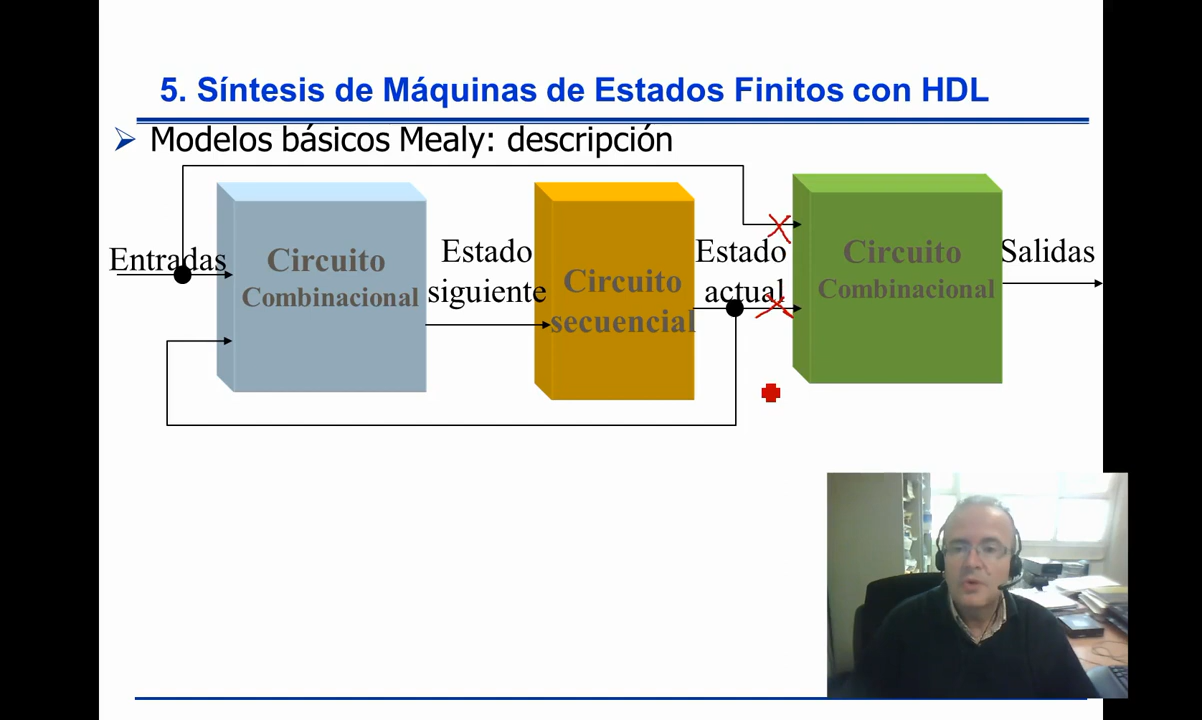 5. Síntesis de Máquinas de Estados Finitos con HDL
Modelos básicos Mealy: descripción
Entradas
Circuito
Combinacional
Estado
siguiente
Circuito
secuencial
Estado
actual
Circuito
Combinacional
Salidas